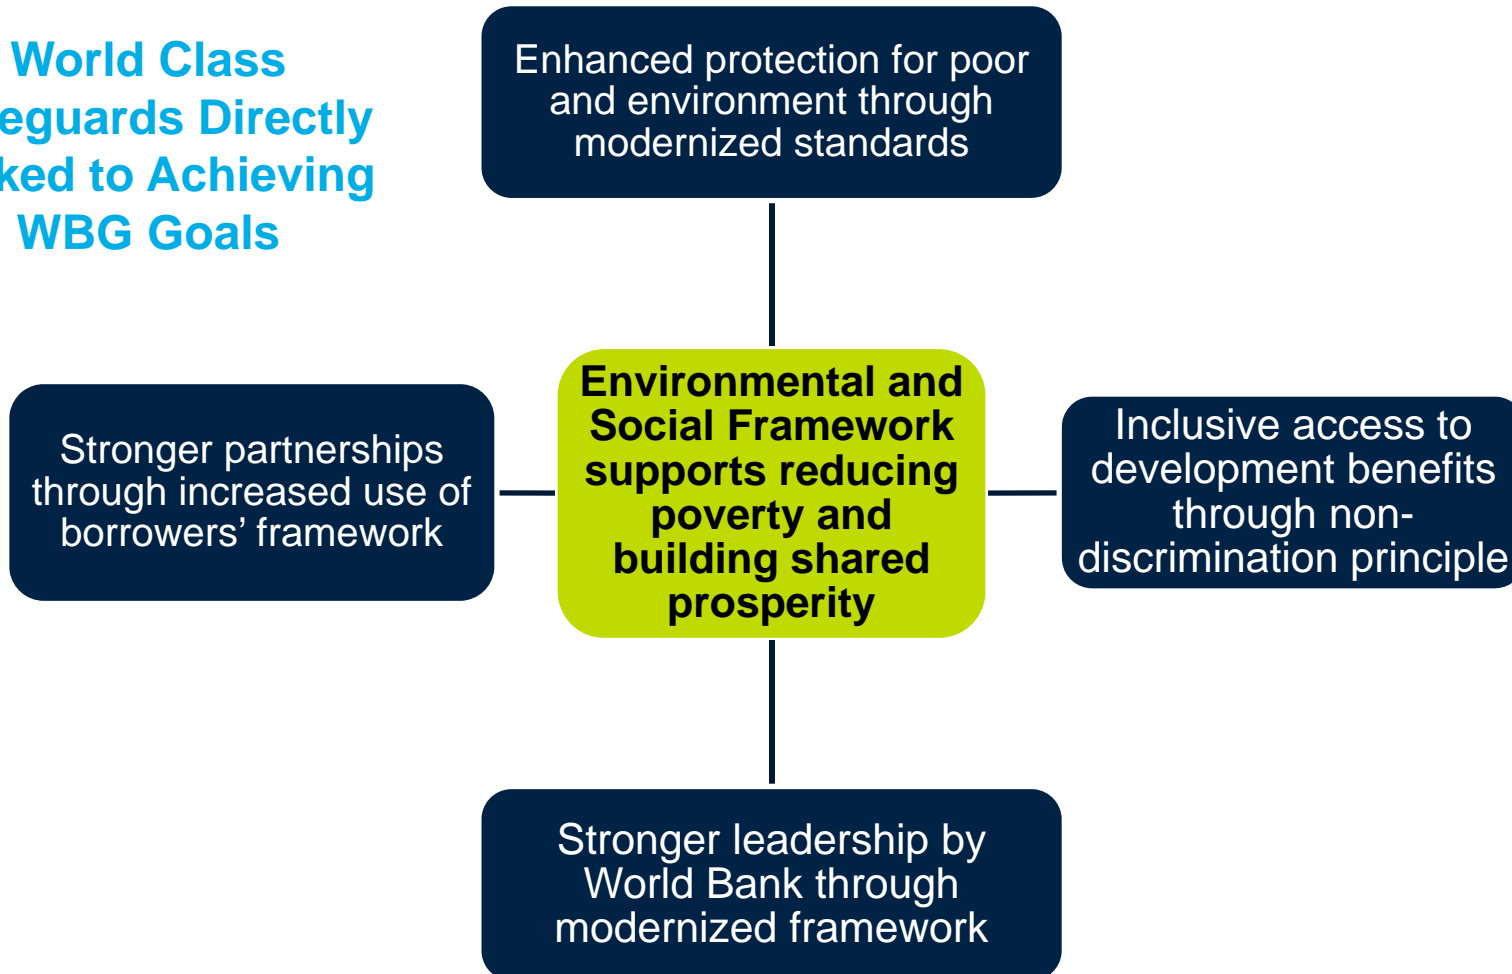 World Class
eguards Directly
ked to Achieving
WBG Goals
Enhanced protection for poor
and environment through
modernized standards
Stronger partnerships
through increased use of
borrowers’ framework
Environmental and
Social Framework
supports reducing
poverty and
building shared
prosperity
Inclusive access to
development benefits
through non-
discrimination principle
Stronger leadership by
World Bank through
modernized framework